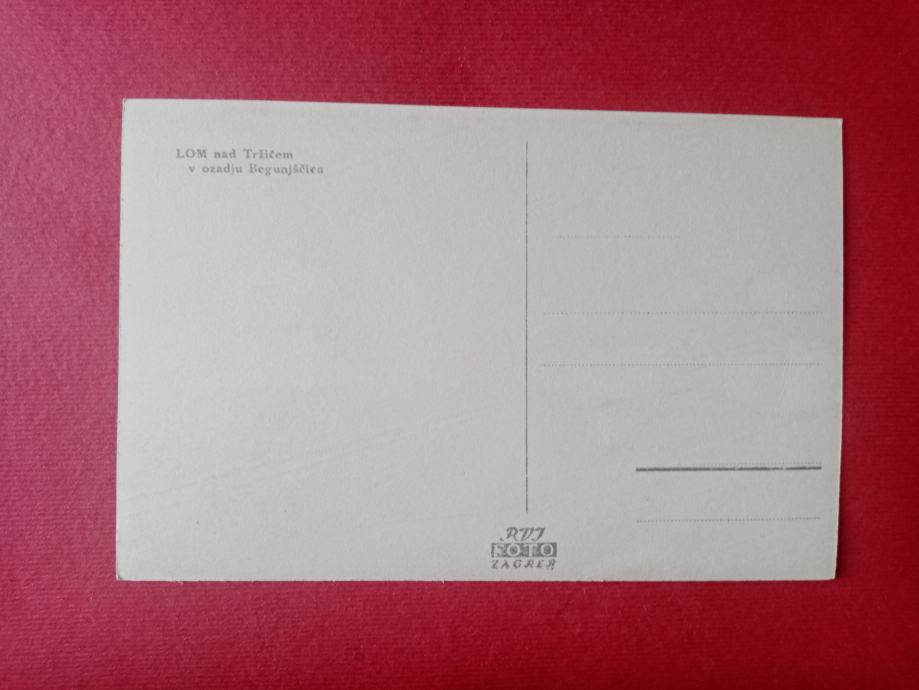 LOM nad Tržičem
v ozadju Begunjščica
RVI
FOTO
ZAGREB